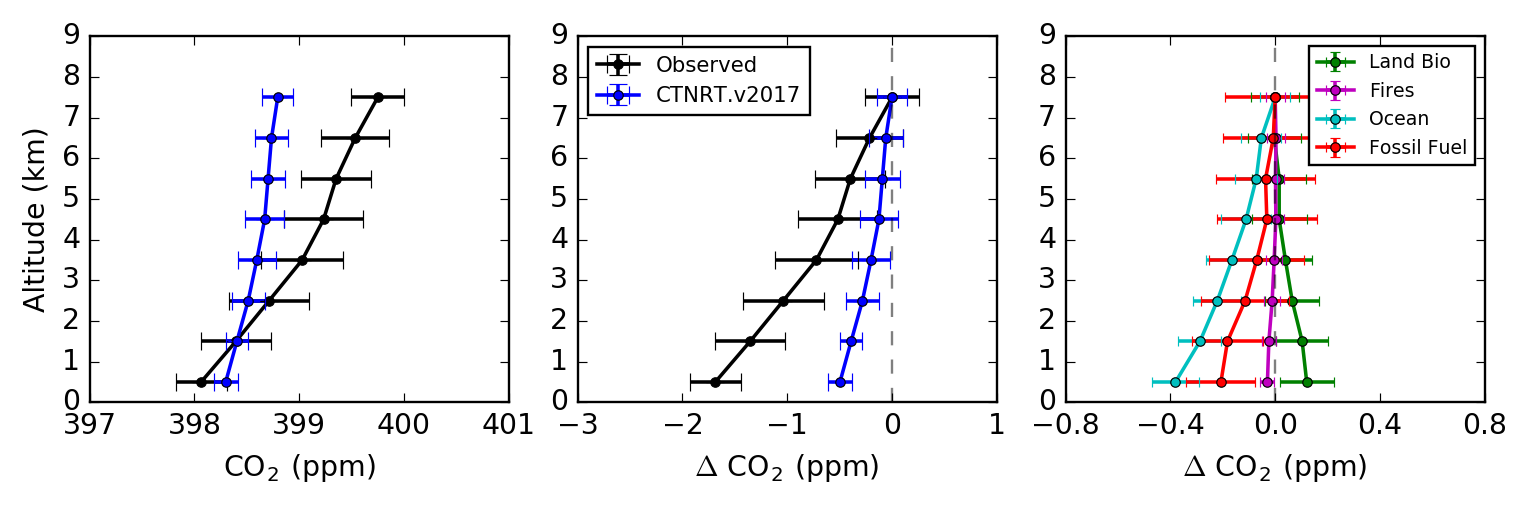 9
8
7
6
5
4
3
2
1
0
Altitude (km)
397 398 399 400 401
CO₂ (ppm)
9
8
7
6
5
4
3
2
1
0
Observed
CTNRT.v2017
−3 −2 −1 0 1
Δ CO₂ (ppm)
9
8
7
6
5
4
3
2
1
0
Land Bio
Fires
Ocean
Fossil Fuel
−0.8 −0.4 0.0 0.4 0.8
Δ CO₂ (ppm)